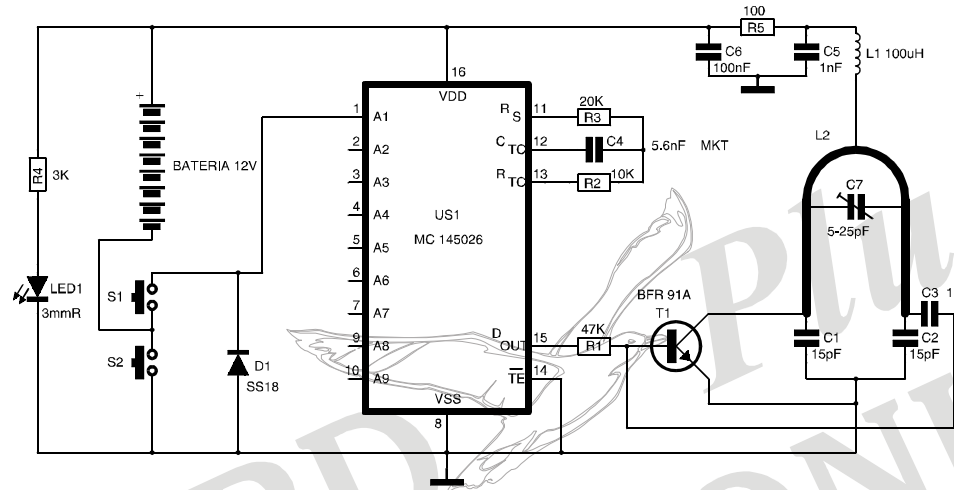 100
R5
C6
100nF
C5
1nF
L1 100uH
16
VDD
+
BATERIA 12V
R4
3K
LED1
3mmR
S1
S2
D1
SS18
1
A1
2
A2
3
A3
4
A4
5
A5
6
A6
7
A7
9
A8
10
A9
US1
MC 145026
R
S
11
20K
R3
C
TC
12
C4
5.6nF MKT
R
TC
13
R2
10K
D
OUT
15
47K
R1
TE
14
VSS
8
BFR 91A
T1
L2
C7
5-25pF
C3
1
C1
15pF
C2
15pF
Plu